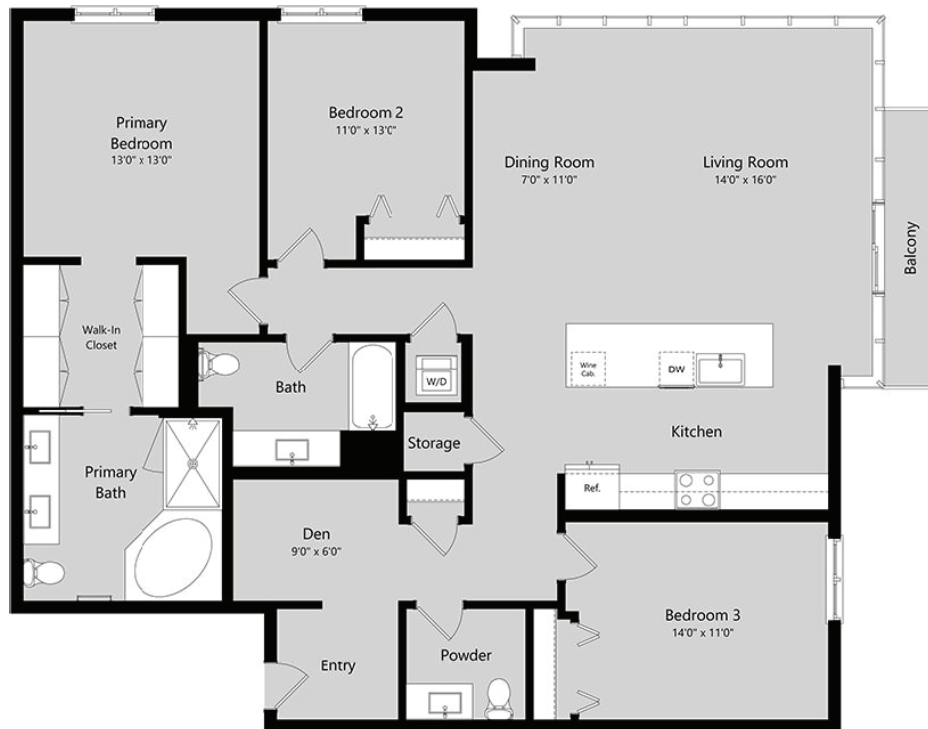 Primary
Bedroom
13'0" x 13'0"
Bedroom 2
11'0" x 13'0"
Dining Room
7'0" x 11'0"
Living Room
14'0" x 16'0"
Balcony
Walk-In
Closet
Bath
W/D
Wine
Cab.
DW
Storage
Kitchen
Primary
Bath
Ref.
Den
9'0" x 6'0"
Bedroom 3
14'0" x 11'0"
Entry
Powder